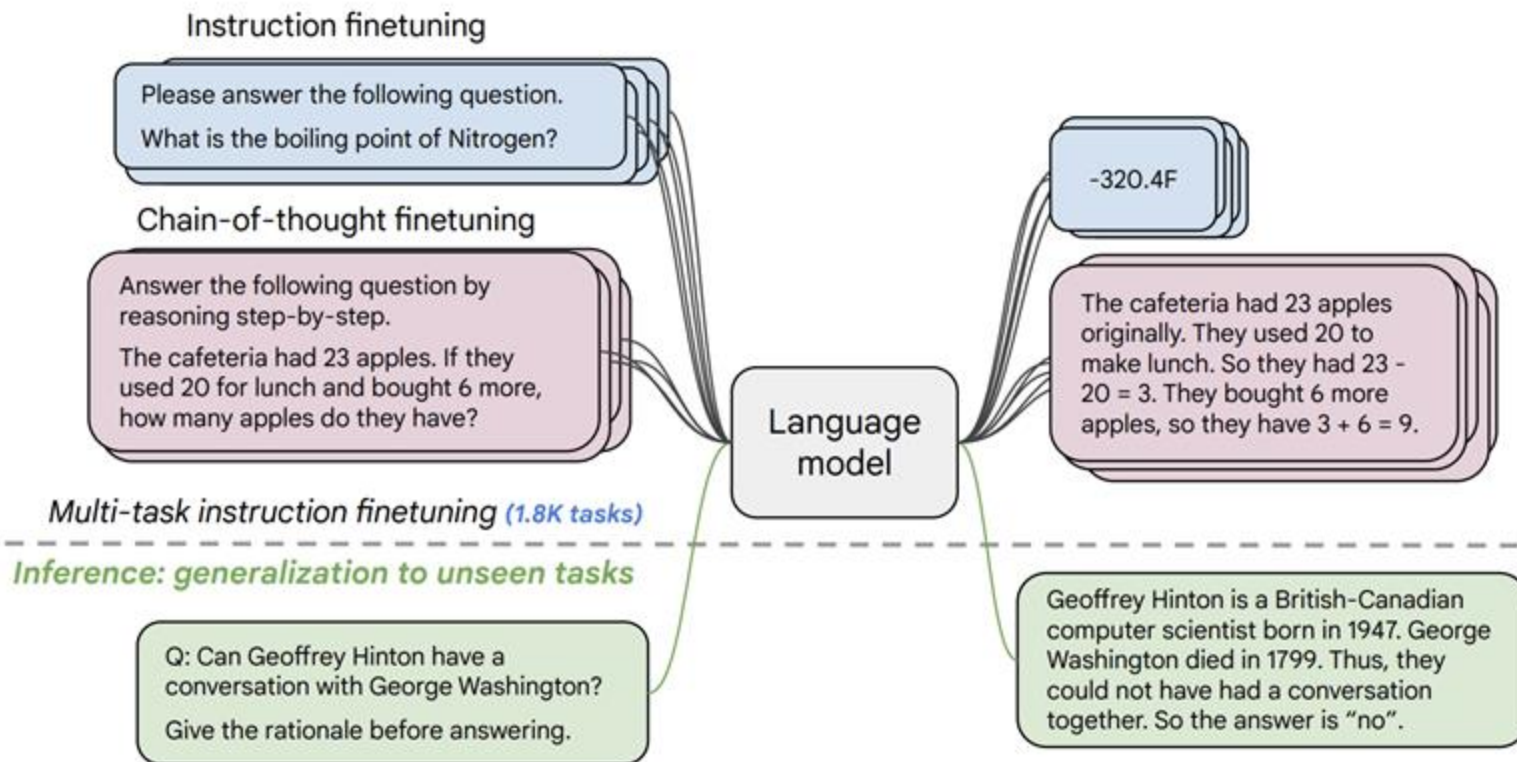 Instruction finetuning
Please answer the following question.
What is the boiling point of Nitrogen?
-320.4F
Chain-of-thought finetuning
Answer the following question by
reasoning step-by-step.
The cafeteria had 23 apples. If they
used 20 for lunch and bought 6 more,
how many apples do they have?
Language
model
The cafeteria had 23 apples
originally. They used 20 to
make lunch. So they had 23 -
20 = 3. They bought 6 more
apples, so they have 3 + 6 = 9.
Multi-task instruction finetuning (1.8K tasks)
Inference: generalization to unseen tasks
Q: Can Geoffrey Hinton have a
conversation with George Washington?
Give the rationale before answering.
Geoffrey Hinton is a British-Canadian
computer scientist born in 1947. George
Washington died in 1799. Thus, they
could not have had a conversation
together. So the answer is “no”.